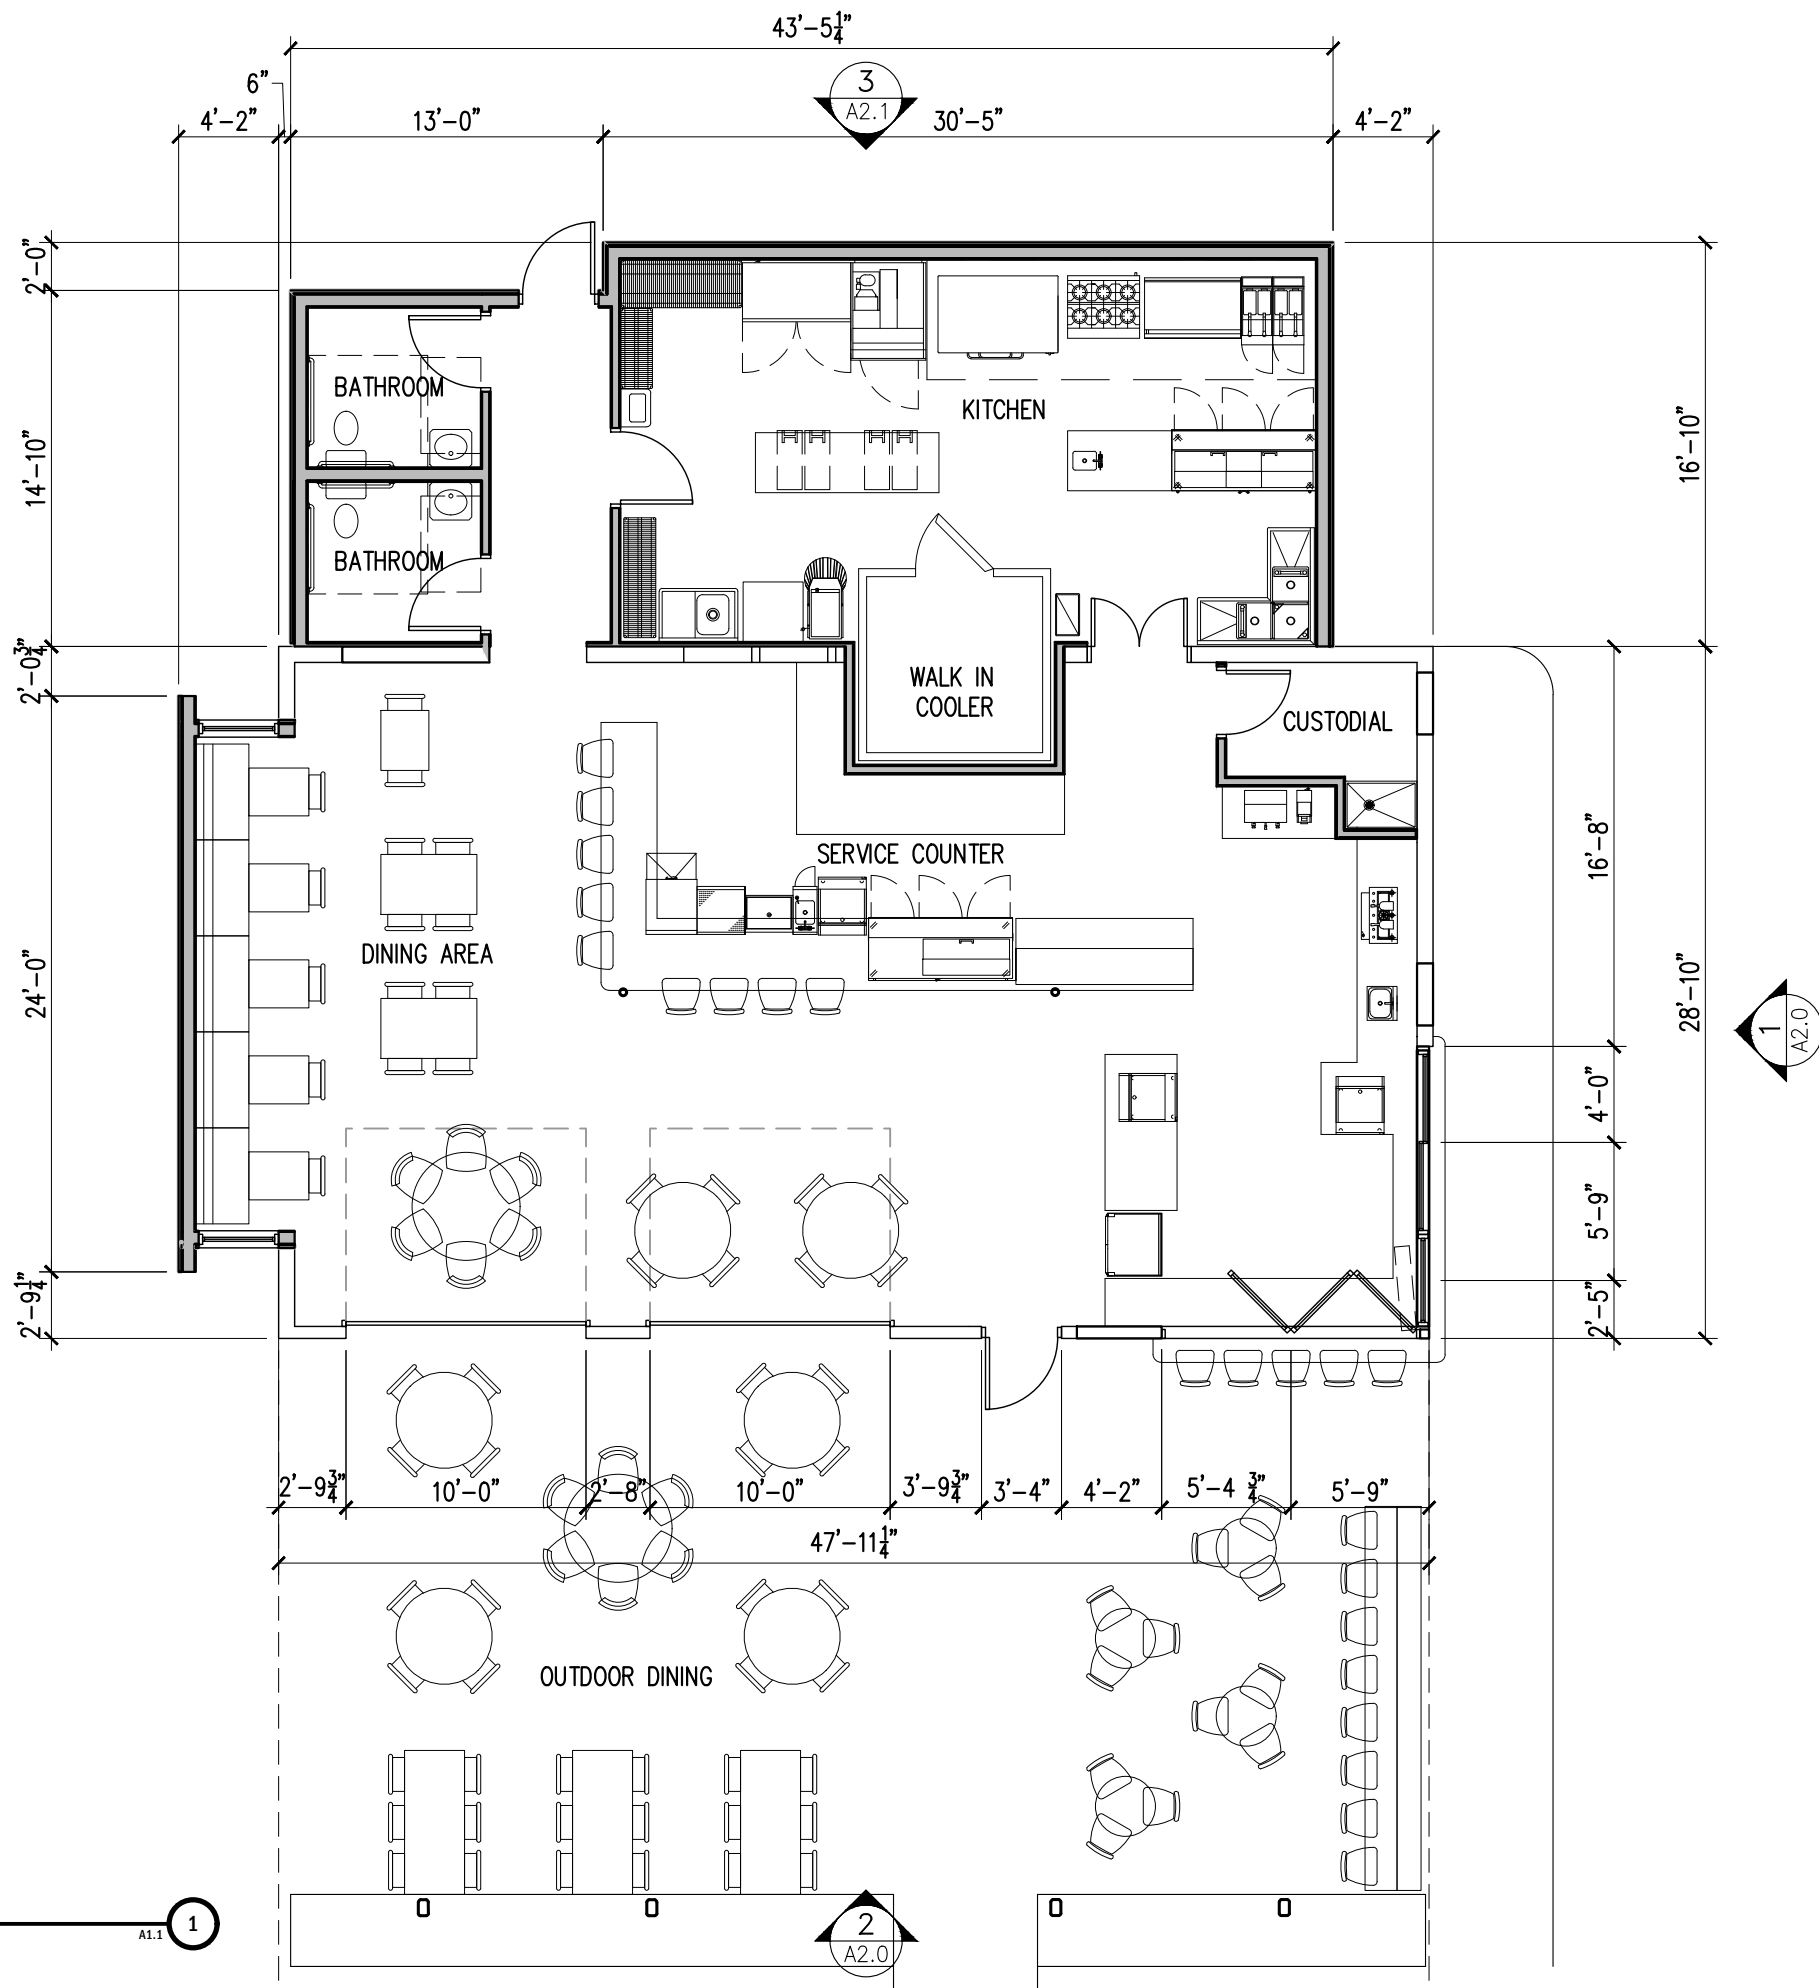 43'-5¼"
6"
3
A2.1
4'-2"
13'-0"
30'-5"
4'-2"
2'-0"
14'-10"
BATHROOM
BATHROOM
KITCHEN
16'-10"
2'-0¾"
WALK IN
COOLER
CUSTODIAL
SERVICE COUNTER
16'-8"
DINING AREA
24'-0"
28'-10"
1
A2.0
4'-0"
5'-9"
2'-9¼"
2'-5"
2'-9¾"
10'-0"
2'-8"
10'-0"
3'-9¾"
3'-4"
4'-2"
5'-4 ¾"
5'-9"
47'-11¼"
OUTDOOR DINING
1
A1.1
2
A2.0